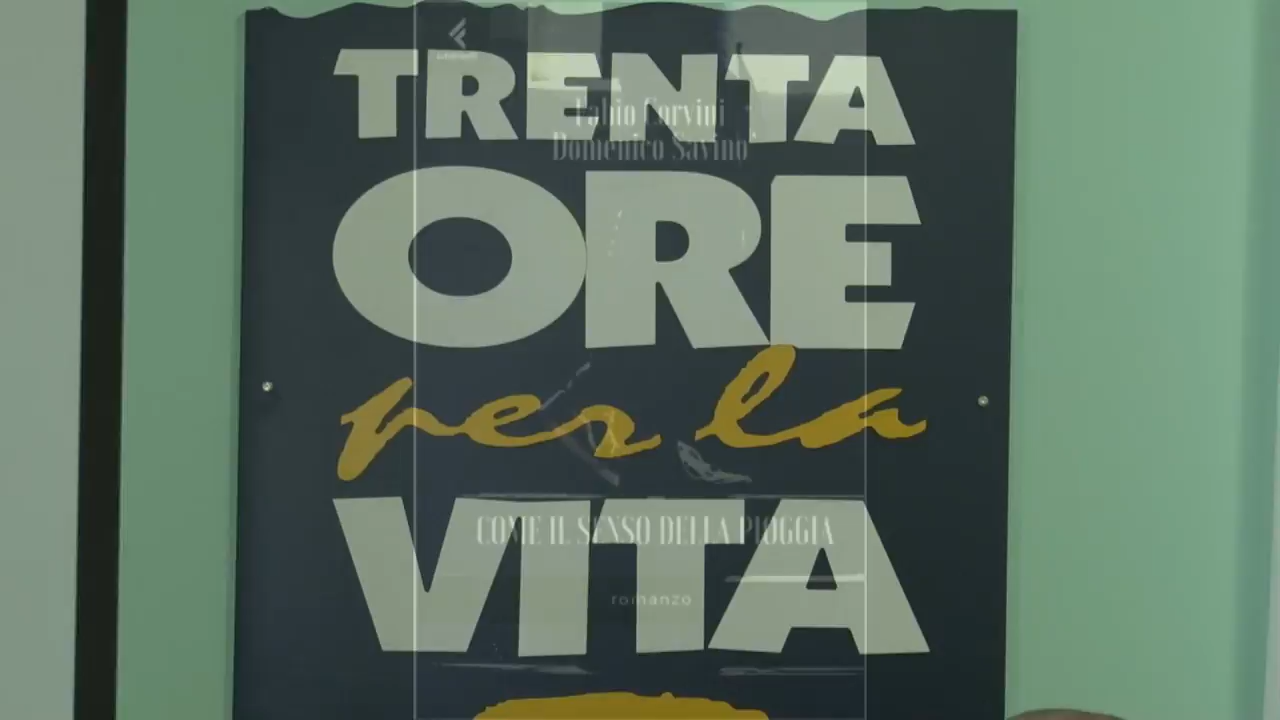 TRENTA
Fabio Corvini
Domenico Savino
ORE
per la
VITA
COME IL SENSO DELLA PIOGGIA
romanzo